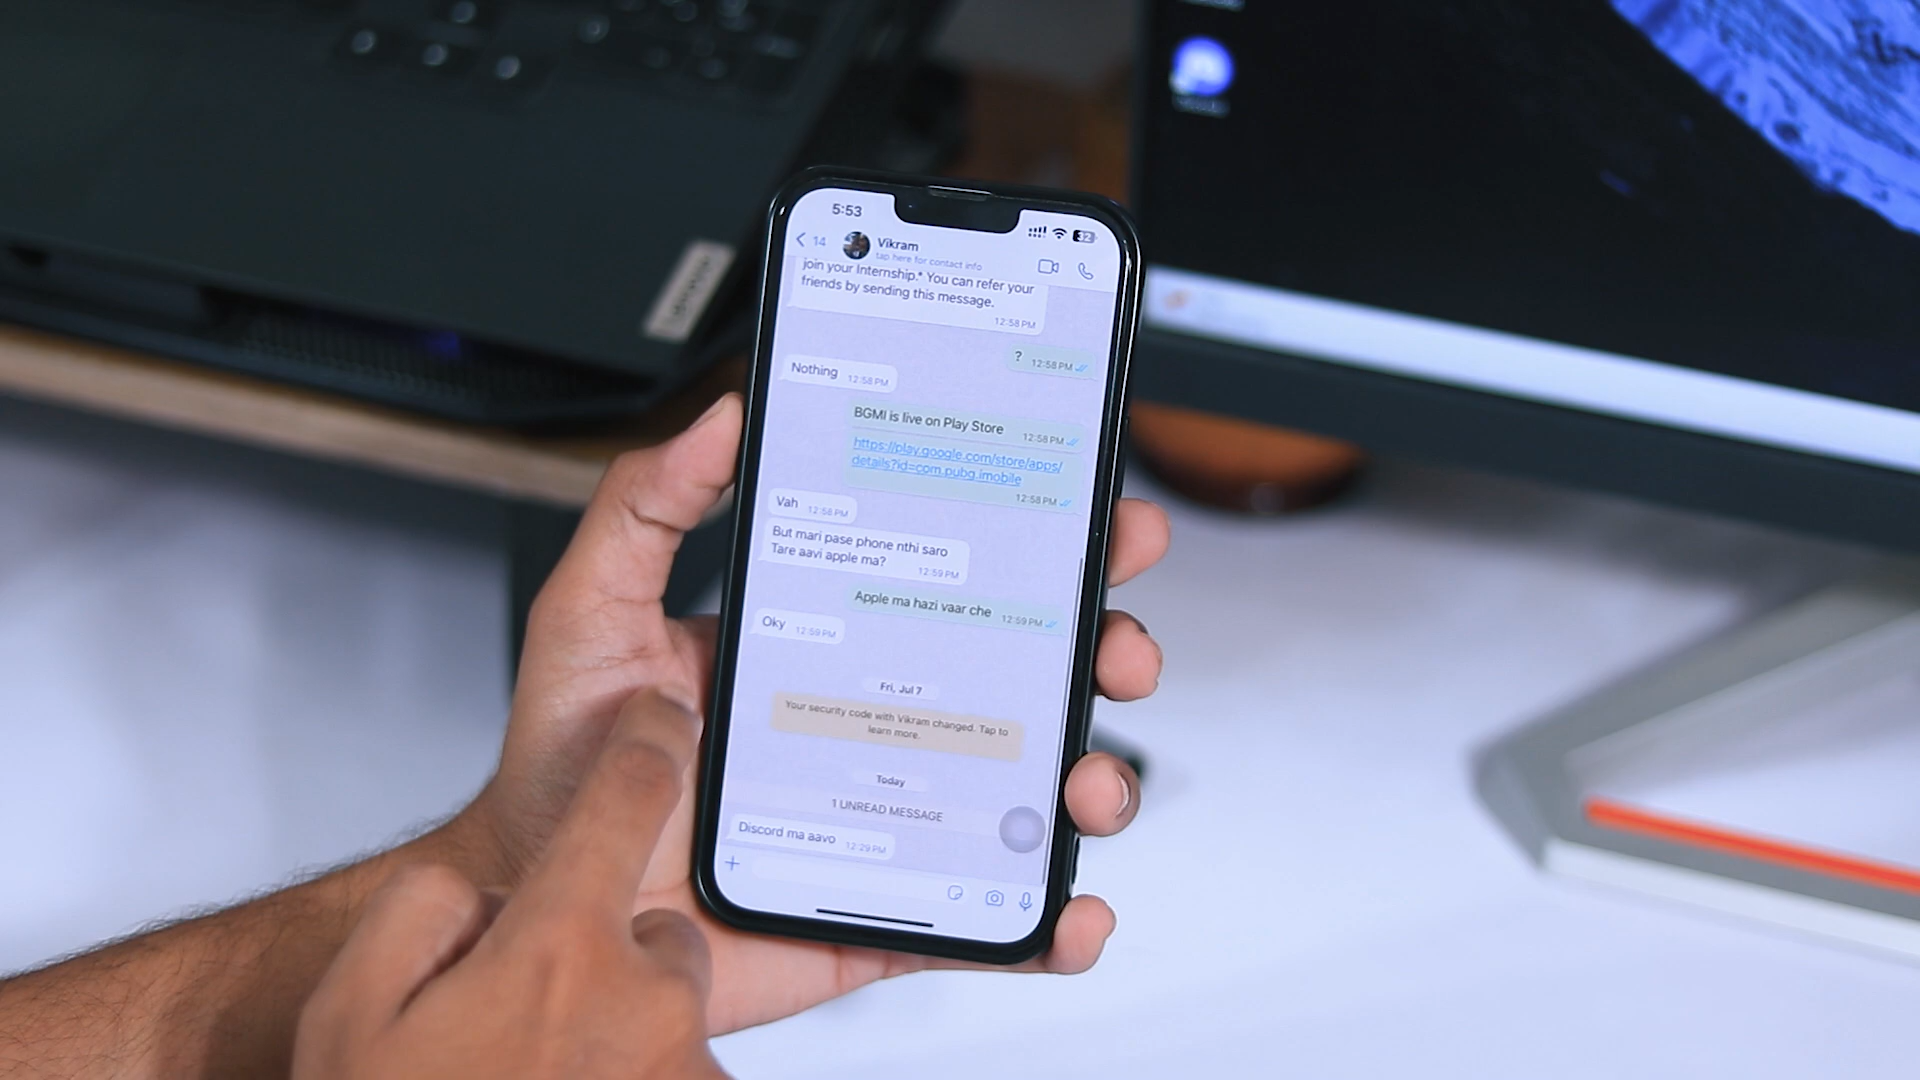 5:53
32
14
Vikram
tap here for contact info
join your Internship.* You can refer your
friends by sending this message.
12:58 PM
? 12:58 PM
Nothing 12:58 PM
BGMI is live on Play Store 12:58 PM
https://play.google.com/store/apps/
details?id=com.pubg.imobile
12:58 PM
Vah 12:58 PM
But mari pase phone nthi saro
Tare aavi apple ma? 12:59 PM
Apple ma hazi vaar che 12:59 PM
Oky 12:59 PM
Fri, Jul 7
Your security code with Vikram changed. Tap to
learn more.
Today
1 UNREAD MESSAGE
Discord ma aavo 12:29 PM